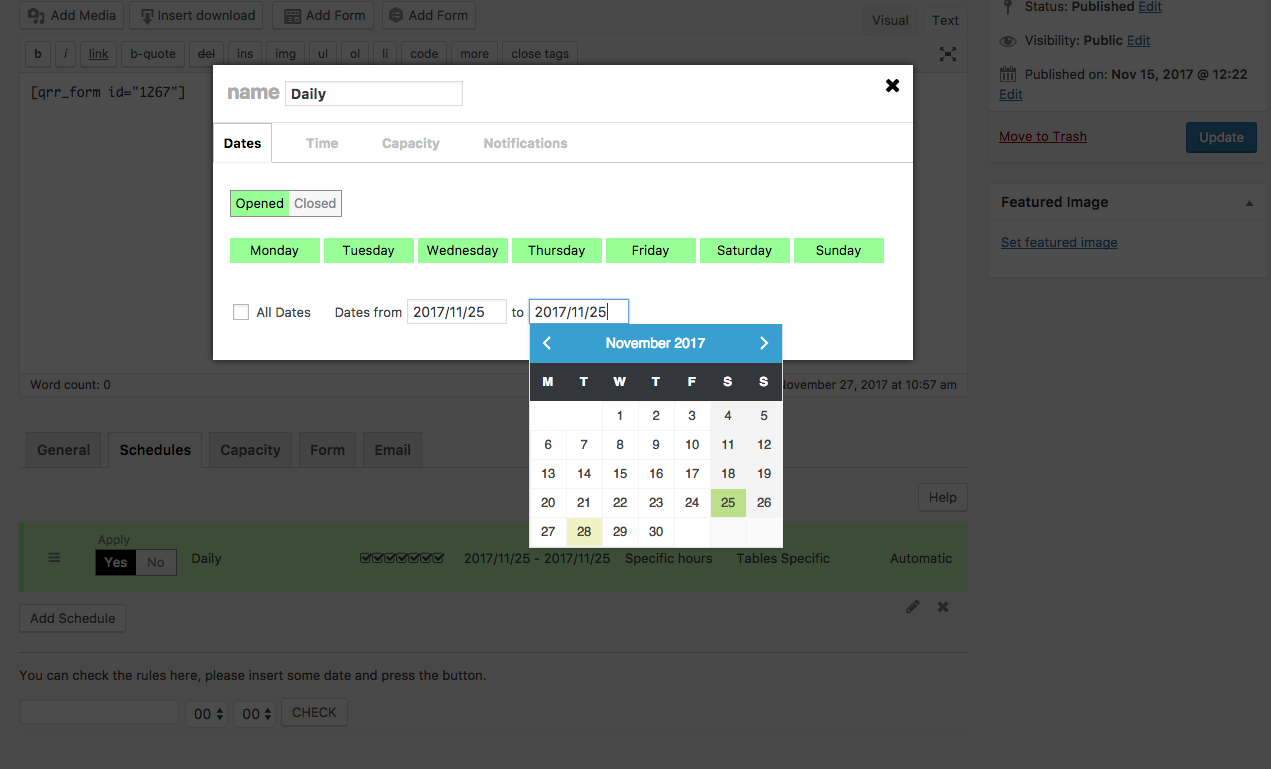 Add Media Insert download Add Form Add Form Visual Text
b i link b-quote del ins img ul ol li code more close tags
[qrr_form id="1267"]
Status: Published Edit
Visibility: Public Edit
Published on: Nov 15, 2017 @ 12:22
Edit
Move to Trash Update
Featured Image
Set featured image
name Daily
Dates Time Capacity Notifications
Opened Closed
Monday Tuesday Wednesday Thursday Friday Saturday Sunday
All Dates Dates from 2017/11/25 to 2017/11/25
November 2017
M T W T F S S
1 2 3 4 5
6 7 8 9 10 11 12
13 14 15 16 17 18 19
20 21 22 23 24 25 26
27 28 29 30
Word count: 0 November 27, 2017 at 10:57 am
General Schedules Capacity Form Email
Help
Apply
Yes No Daily 2017/11/25 - 2017/11/25 Specific hours Tables Specific Automatic
Add Schedule
You can check the rules here, please insert some date and press the button.
00 00 CHECK